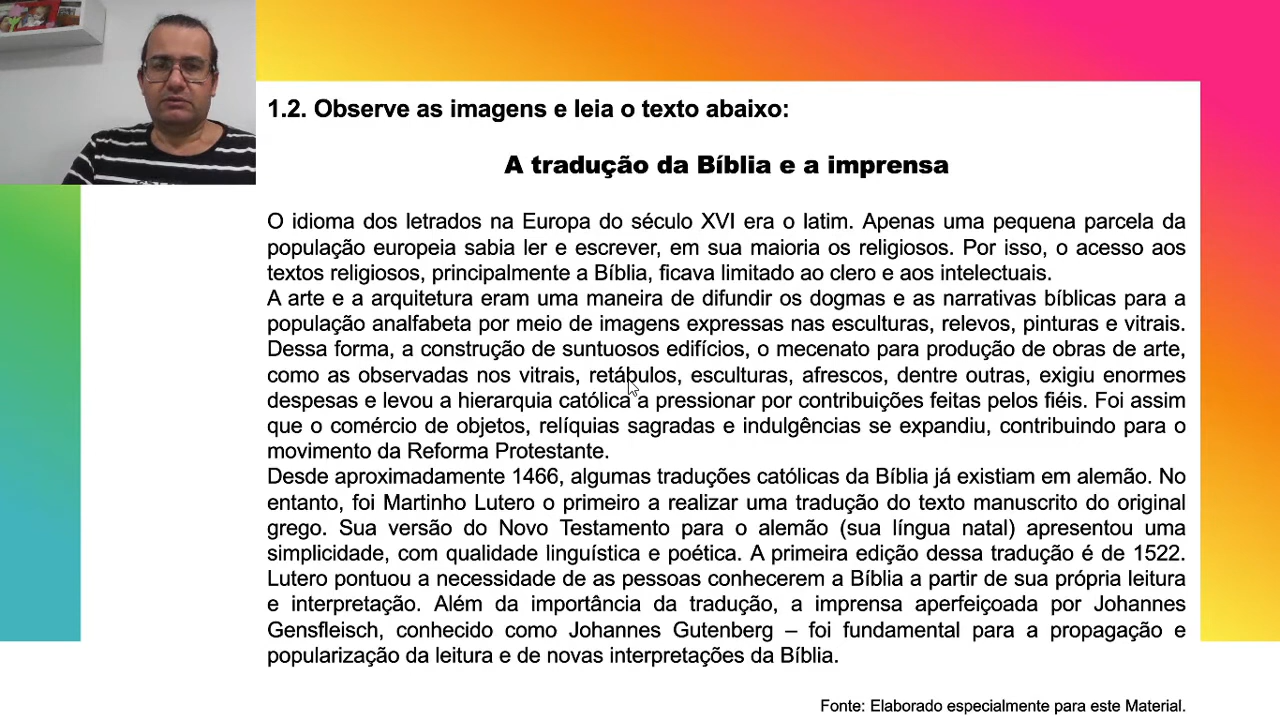 1.2. Observe as imagens e leia o texto abaixo:
A tradução da Bíblia e a imprensa
O idioma dos letrados na Europa do século XVI era o latim. Apenas uma pequena parcela da
população europeia sabia ler e escrever, em sua maioria os religiosos. Por isso, o acesso aos
textos religiosos, principalmente a Bíblia, ficava limitado ao clero e aos intelectuais.
A arte e a arquitetura eram uma maneira de difundir os dogmas e as narrativas bíblicas para a
população analfabeta por meio de imagens expressas nas esculturas, relevos, pinturas e vitrais.
Dessa forma, a construção de suntuosos edifícios, o mecenato para produção de obras de arte,
como as observadas nos vitrais, retábulos, esculturas, afrescos, dentre outras, exigiu enormes
despesas e levou a hierarquia católica a pressionar por contribuições feitas pelos fiéis. Foi assim
que o comércio de objetos, relíquias sagradas e indulgências se expandiu, contribuindo para o
movimento da Reforma Protestante.
Desde aproximadamente 1466, algumas traduções católicas da Bíblia já existiam em alemão. No
entanto, foi Martinho Lutero o primeiro a realizar uma tradução do texto manuscrito do original
grego. Sua versão do Novo Testamento para o alemão (sua língua natal) apresentou uma
simplicidade, com qualidade linguística e poética. A primeira edição dessa tradução é de 1522.
Lutero pontuou a necessidade de as pessoas conhecerem a Bíblia a partir de sua própria leitura
e interpretação. Além da importância da tradução, a imprensa aperfeiçoada por Johannes
Gensfleisch, conhecido como Johannes Gutenberg – foi fundamental para a propagação e
popularização da leitura e de novas interpretações da Bíblia.
Fonte: Elaborado especialmente para este Material.